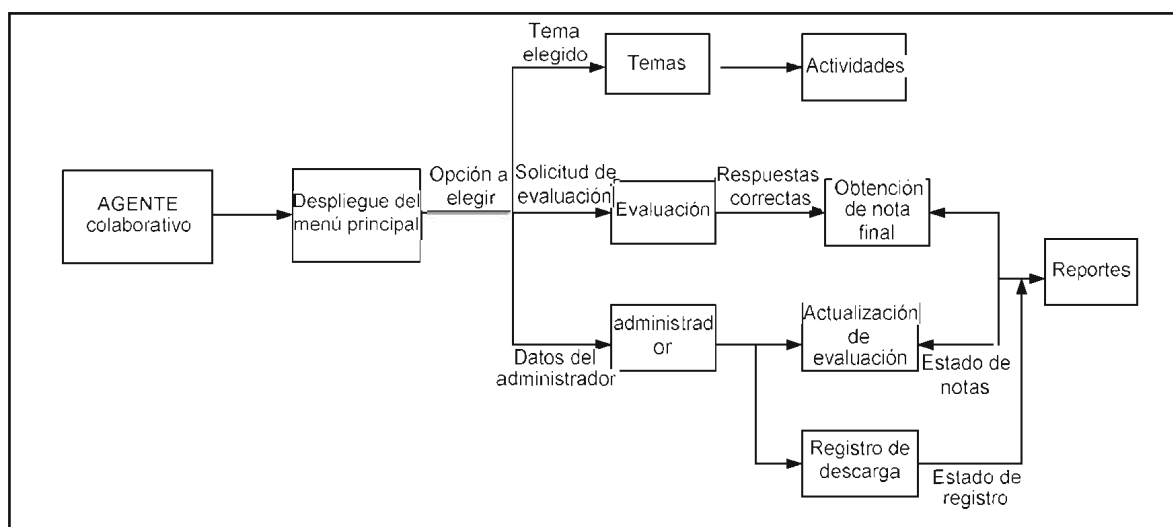 Tema
elegido
Temas
Actividades
AGENTE
colaborativo
Despliegue del
menú principal
Opción a
elegir
Solicitud de
evaluación
Evaluación
Respuestas
correctas
Obtención
de nota
final
Reportes
Datos del
administrador
administrad
or
Actualización
de
evaluación
Estado de
notas
Registro de
descarga
Estado de
registro